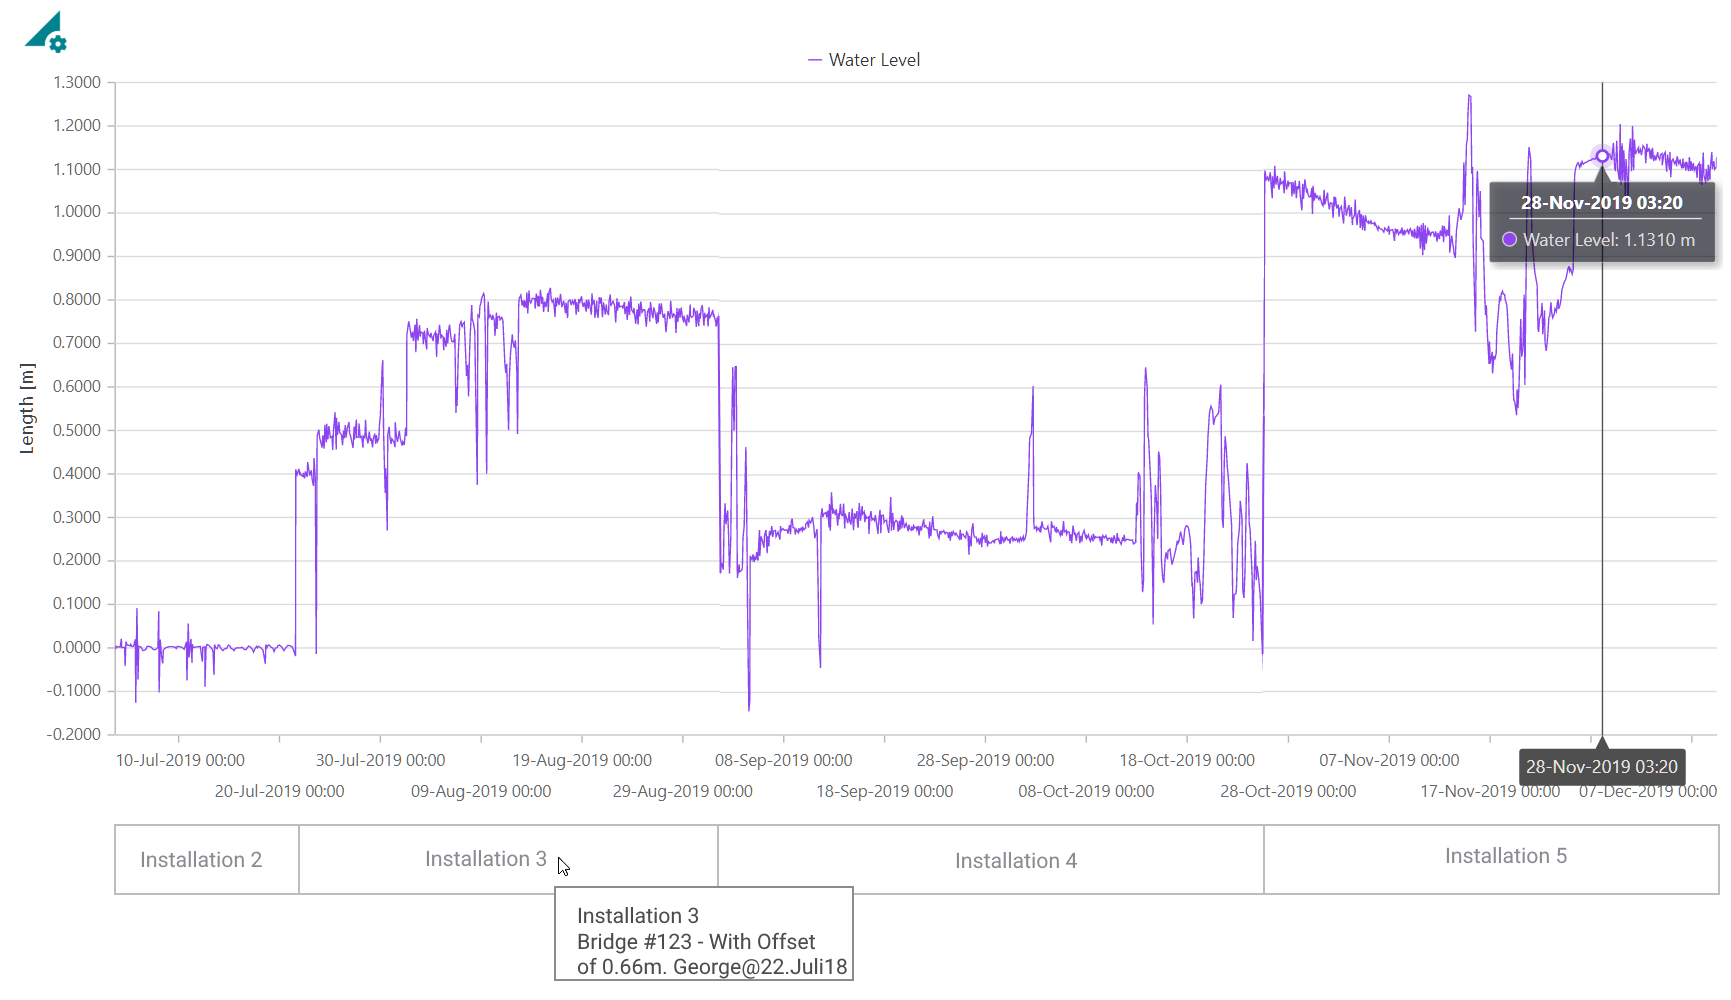 Water Level
1.3000
1.2000
1.1000
1.0000
0.9000
0.8000
0.7000
0.6000
0.5000
0.4000
0.3000
0.2000
0.1000
0.0000
-0.1000
-0.2000
Length [m]
28-Nov-2019 03:20
Water Level: 1.1310 m
10-Jul-2019 00:00 30-Jul-2019 00:00 19-Aug-2019 00:00 08-Sep-2019 00:00 28-Sep-2019 00:00 18-Oct-2019 00:00 07-Nov-2019 00:00
28-Nov-2019 03:20
20-Jul-2019 00:00 09-Aug-2019 00:00 29-Aug-2019 00:00 18-Sep-2019 00:00 08-Oct-2019 00:00 28-Oct-2019 00:00 17-Nov-2019 00:00 07-Dec-2019 00:00
Installation 2 Installation 3 Installation 4 Installation 5
Installation 3
Bridge #123 - With Offset
of 0.66m. George@22.Juli18